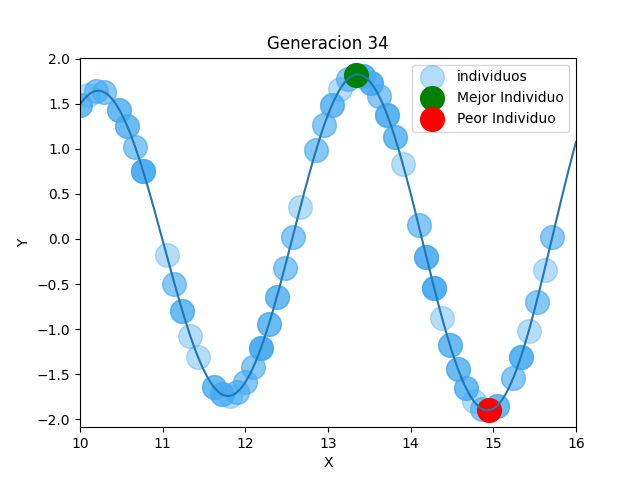 Generacion 34
individuos
Mejor Individuo
Peor Individuo
2.0
1.5
1.0
0.5
0.0
−0.5
−1.0
−1.5
−2.0
Y
10 11 12 13 14 15 16
X